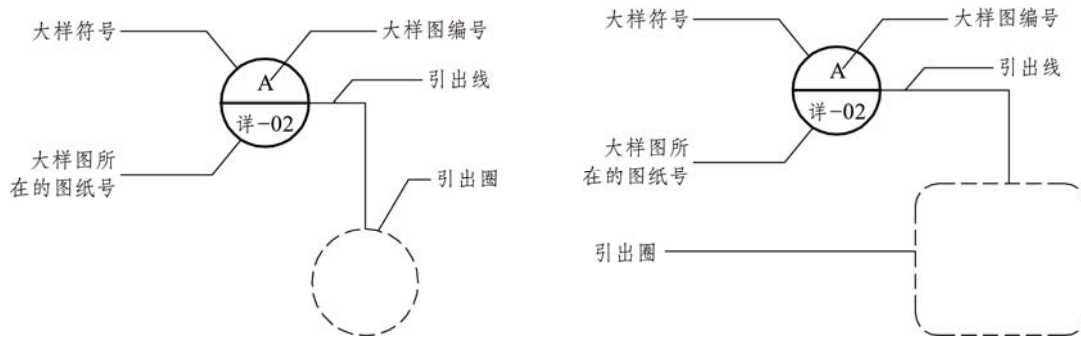 大样符号
大样图编号
A
引出线
详-02
大样图所
在的图纸号
引出圈
大样符号
大样图编号
A
引出线
详-02
大样图所
在的图纸号
引出圈